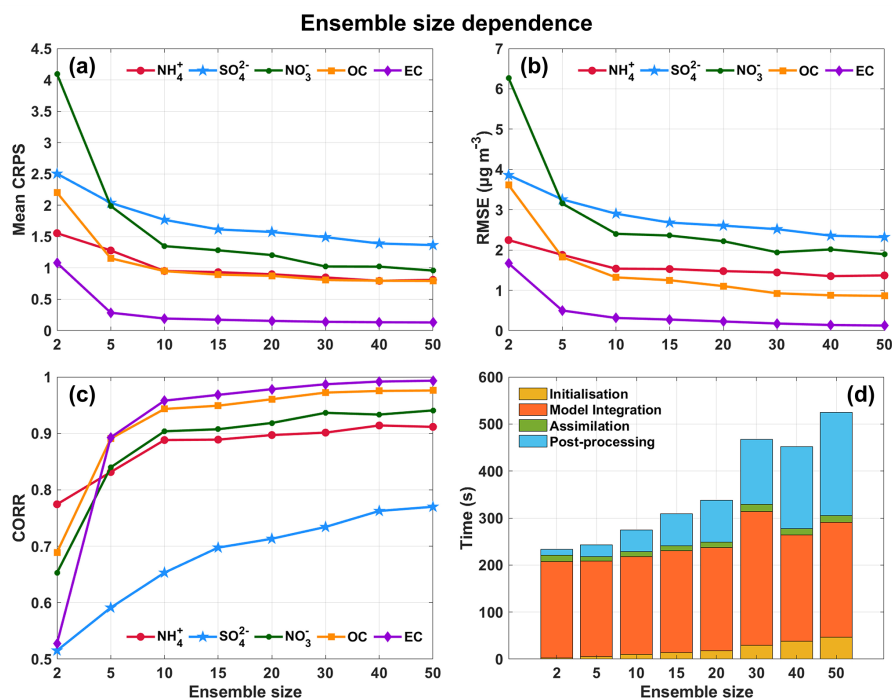 Ensemble size dependence
(a)
NH₄⁺ SO₄²⁻ NO₃⁻ OC EC
Mean CRPS
4.5
4
3.5
3
2.5
2
1.5
1
0.5
0
2 5 10 15 20 30 40 50
(b)
NH₄⁺ SO₄²⁻ NO₃⁻ OC EC
RMSE (µg m⁻³)
7
6
5
4
3
2
1
0
2 5 10 15 20 30 40 50
(c)
CORR
1
0.9
0.8
0.7
0.6
0.5
NH₄⁺ SO₄²⁻ NO₃⁻ OC EC
2 5 10 15 20 30 40 50
Ensemble size
(d)
Initialisation
Model Integration
Assimilation
Post-processing
Time (s)
600
500
400
300
200
100
0
2 5 10 15 20 30 40 50
Ensemble size